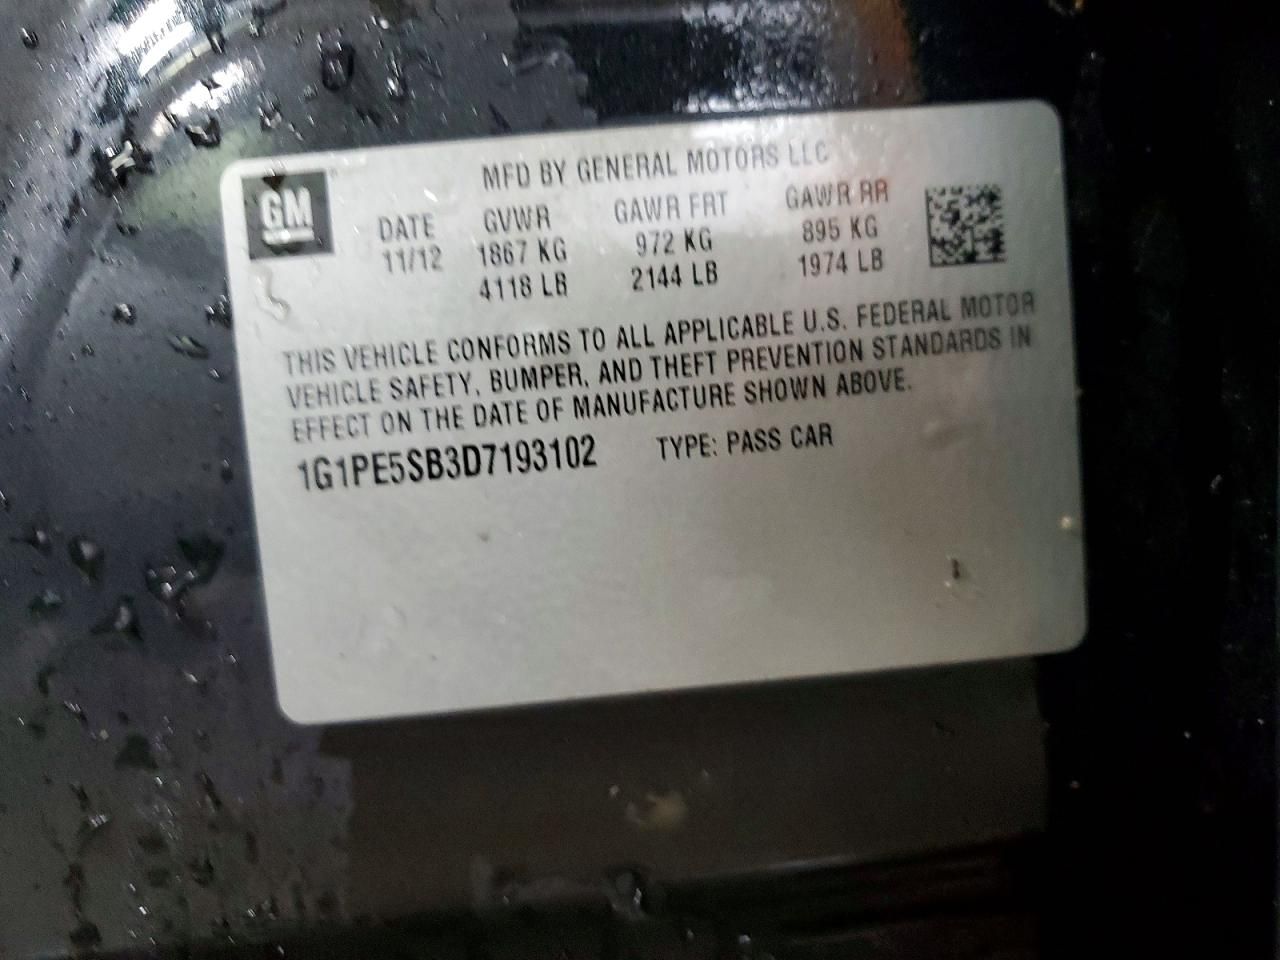 GM
MFD BY GENERAL MOTORS LLC
DATE GVWR GAWR FRT GAWR RR
11/12 1867 KG 972 KG 895 KG
4118 LB 2144 LB 1974 LB
THIS VEHICLE CONFORMS TO ALL APPLICABLE U.S. FEDERAL MOTOR
VEHICLE SAFETY, BUMPER, AND THEFT PREVENTION STANDARDS IN
EFFECT ON THE DATE OF MANUFACTURE SHOWN ABOVE.
1G1PE5SB3D7193102 TYPE: PASS CAR